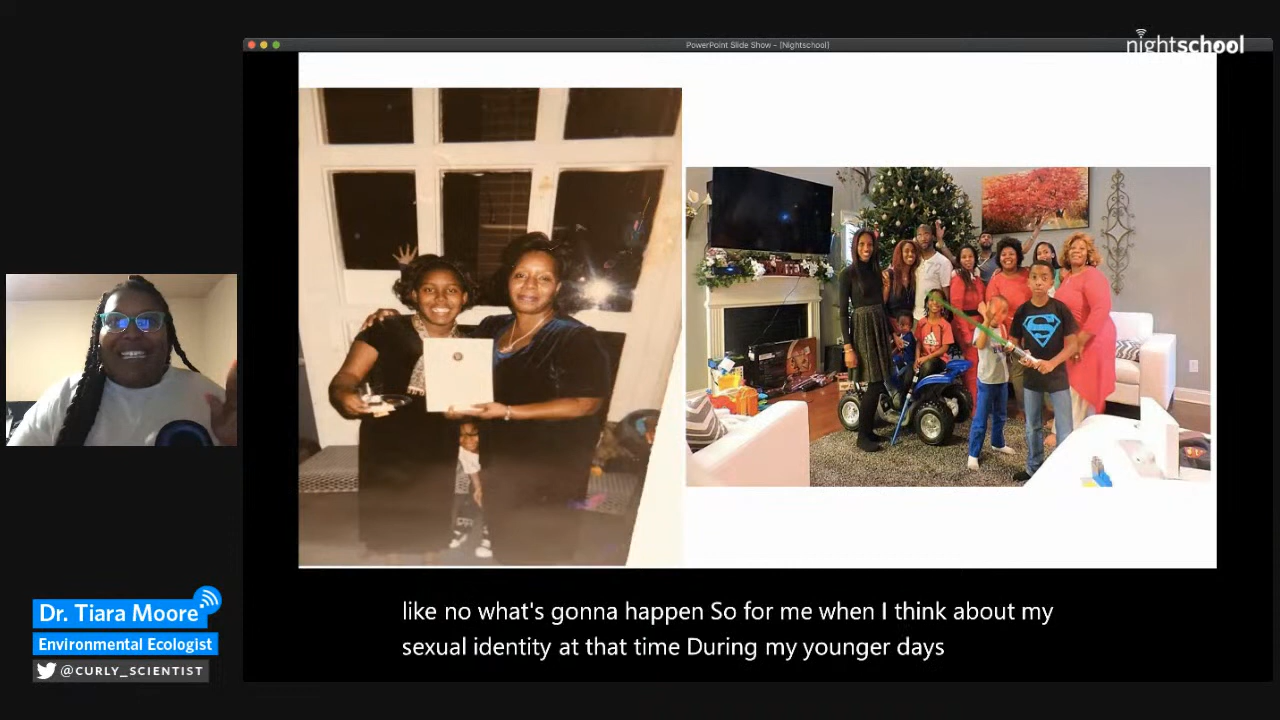 PowerPoint Slide Show - [Nightschool]
nightschool
Dr. Tiara Moore
Environmental Ecologist
@CURLY_SCIENTIST
like no what's gonna happen So for me when I think about my
sexual identity at that time During my younger days